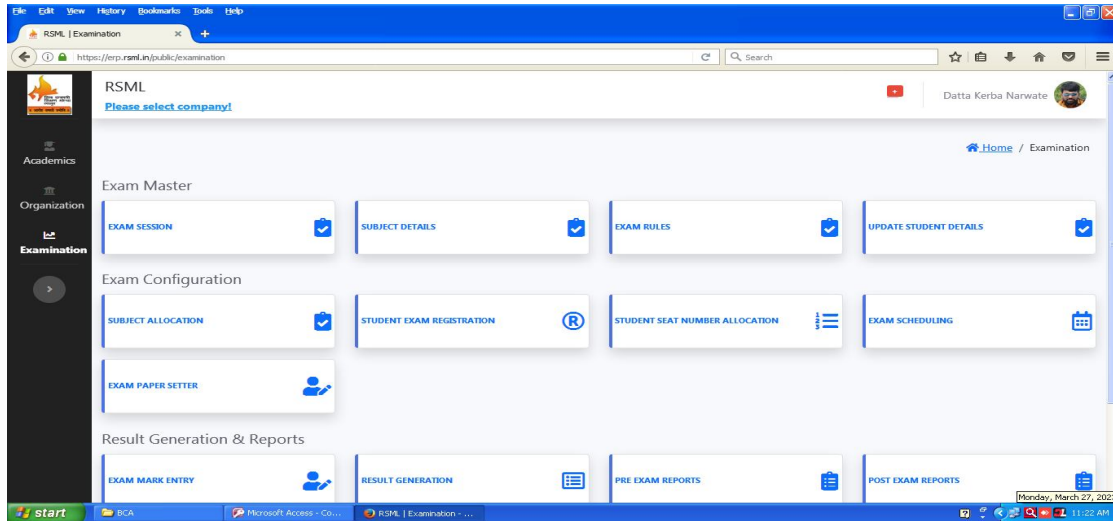 File Edit View History Bookmarks Tools Help
RSML | Examination × +
https://erp.rsml.in/public/examination Search
RSML
Please select company!
Datta Kerba Narwate
Home / Examination
Academics
Organization
Examination
Exam Master
EXAM SESSION
SUBJECT DETAILS
EXAM RULES
UPDATE STUDENT DETAILS
Exam Configuration
SUBJECT ALLOCATION
STUDENT EXAM REGISTRATION
STUDENT SEAT NUMBER ALLOCATION
EXAM SCHEDULING
EXAM PAPER SETTER
Result Generation & Reports
EXAM MARK ENTRY
RESULT GENERATION
PRE EXAM REPORTS
POST EXAM REPORTS
Monday, March 27, 202
start BCA Microsoft Access - Co... RSML | Examination - ... 11:22 AM